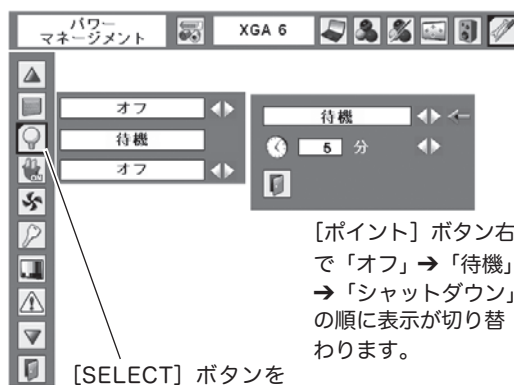 パワー
マネージメント
XGA 6
オフ
待機
オフ
ON
待機
5 分
［ポイント］ボタン右
で「オフ」➔「待機」
➔「シャットダウン」
の順に表示が切り替
わります。
［SELECT］ボタンを